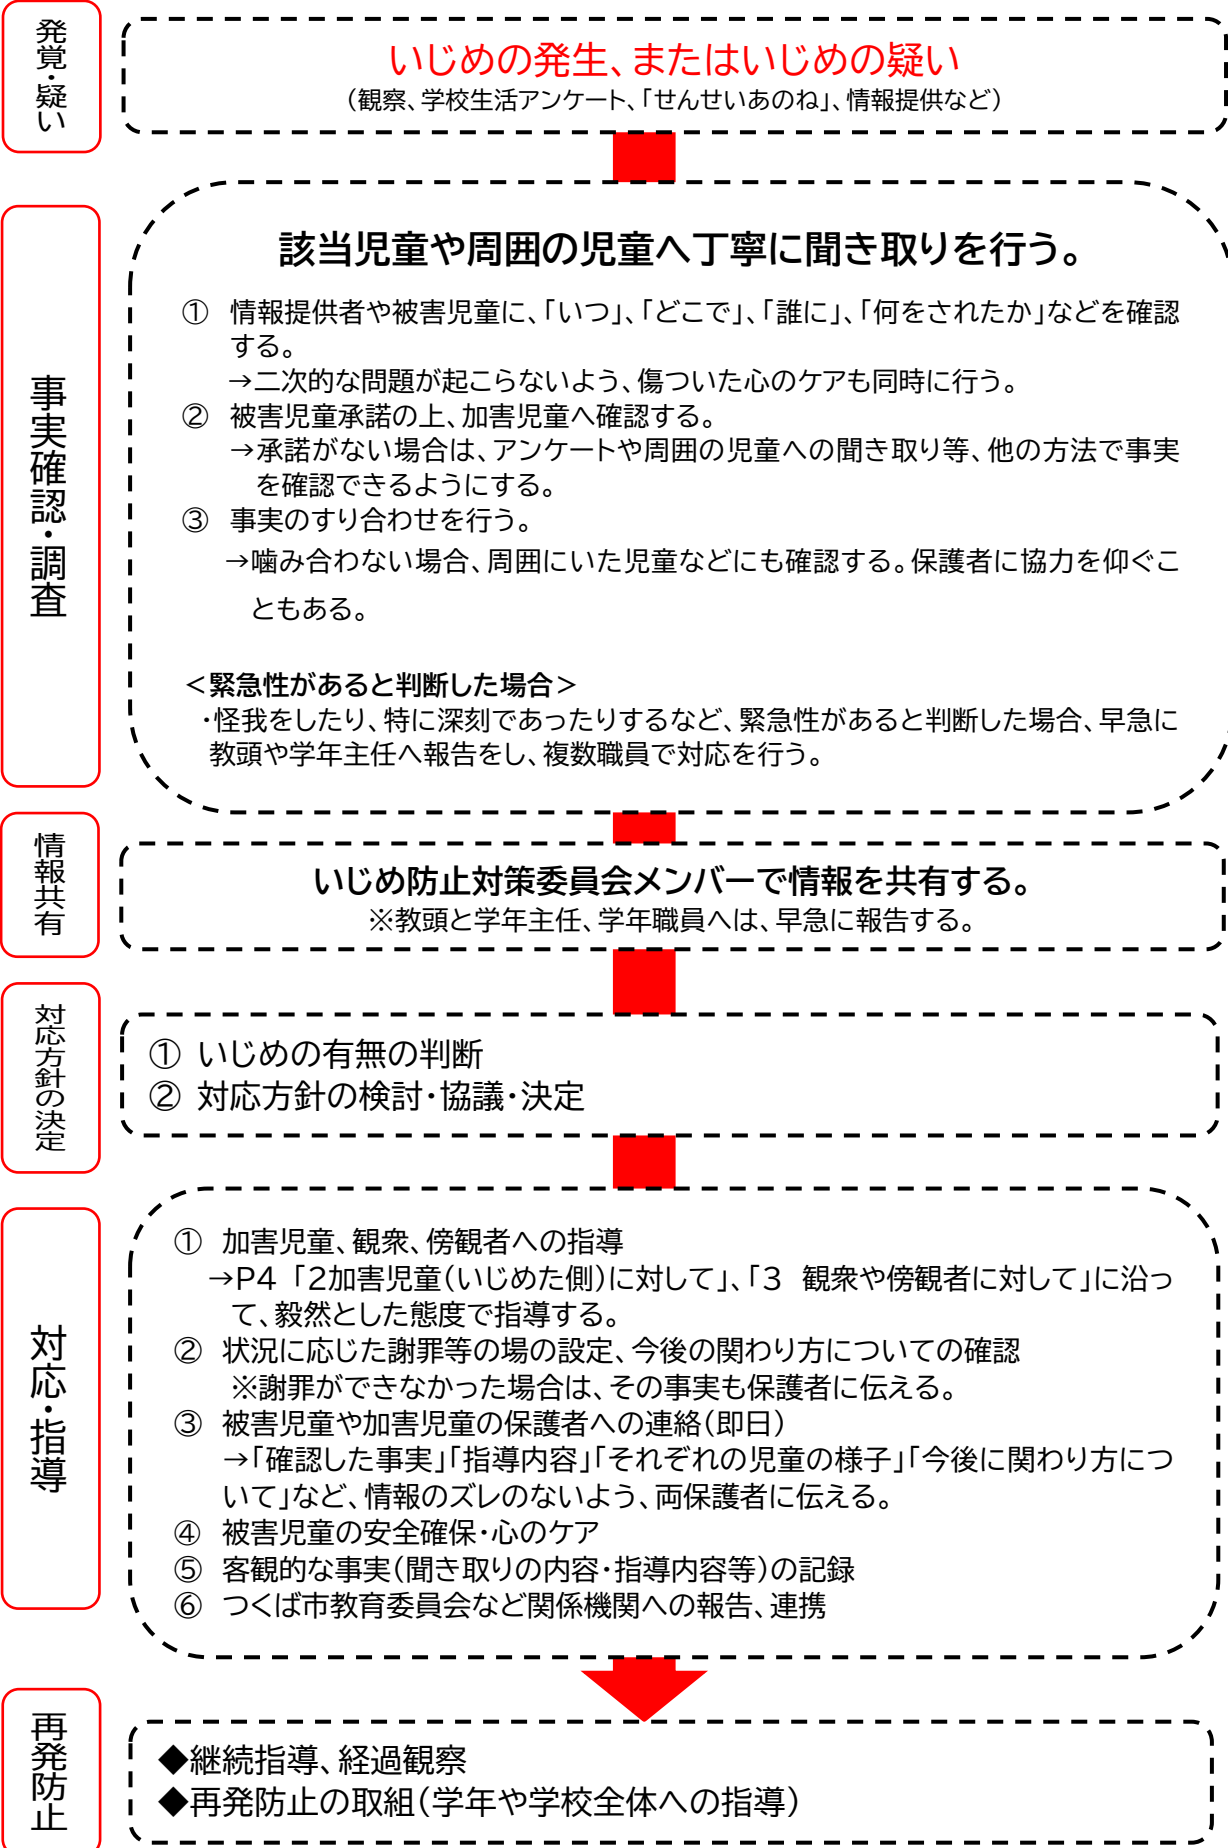 発覚・疑い
いじめの発生、またはいじめの疑い
（観察、学校生活アンケート、「せんせいあのね」、情報提供など）
事実確認・調査
該当児童や周囲の児童へ丁寧に聞き取りを行う。
① 情報提供者や被害児童に、「いつ」、「どこで」、「誰に」、「何をされたか」などを確認
する。
→二次的な問題が起こらないよう、傷ついた心のケアも同時に行う。
② 被害児童承諾の上、加害児童へ確認する。
→承諾がない場合は、アンケートや周囲の児童への聞き取り等、他の方法で事実
を確認できるようにする。
③ 事実のすり合わせを行う。
→噛み合わない場合、周囲にいた児童などにも確認する。保護者に協力を仰ぐこ
ともある。
＜緊急性があると判断した場合＞
・怪我をしたり、特に深刻であったりするなど、緊急性があると判断した場合、早急に
教頭や学年主任へ報告をし、複数職員で対応を行う。
情報共有
いじめ防止対策委員会メンバーで情報を共有する。
※教頭と学年主任、学年職員へは、早急に報告する。
対応方針の決定
① いじめの有無の判断
② 対応方針の検討・協議・決定
対応・指導
① 加害児童、観衆、傍観者への指導
→P4 「2加害児童（いじめた側）に対して」、「3 観衆や傍観者に対して」に沿っ
て、毅然とした態度で指導する。
② 状況に応じた謝罪等の場の設定、今後の関わり方についての確認
※謝罪ができなかった場合は、その事実も保護者に伝える。
③ 被害児童や加害児童の保護者への連絡（即日）
→「確認した事実」「指導内容」「それぞれの児童の様子」「今後に関わり方につ
いて」など、情報のズレのないよう、両保護者に伝える。
④ 被害児童の安全確保・心のケア
⑤ 客観的な事実（聞き取りの内容・指導内容等）の記録
⑥ つくば市教育委員会など関係機関への報告、連携
再発防止
◆継続指導、経過観察
◆再発防止の取組（学年や学校全体への指導）